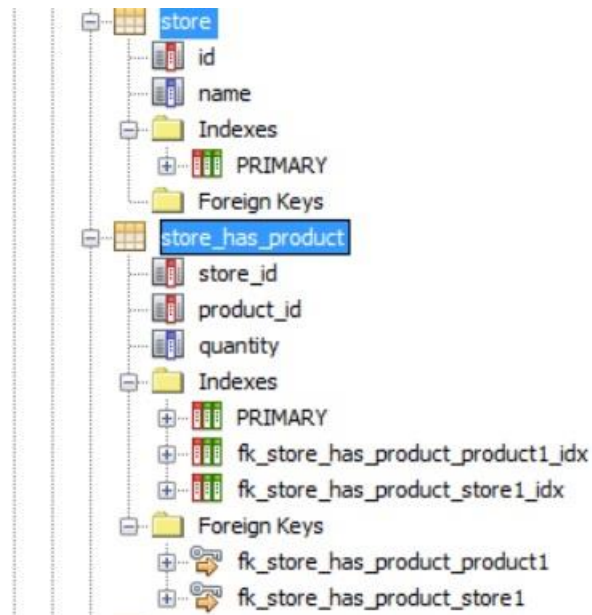 store
id
name
Indexes
PRIMARY
Foreign Keys
store_has_product
store_id
product_id
quantity
Indexes
PRIMARY
fk_store_has_product_product1_idx
fk_store_has_product_store1_idx
Foreign Keys
fk_store_has_product_product1
fk_store_has_product_store1